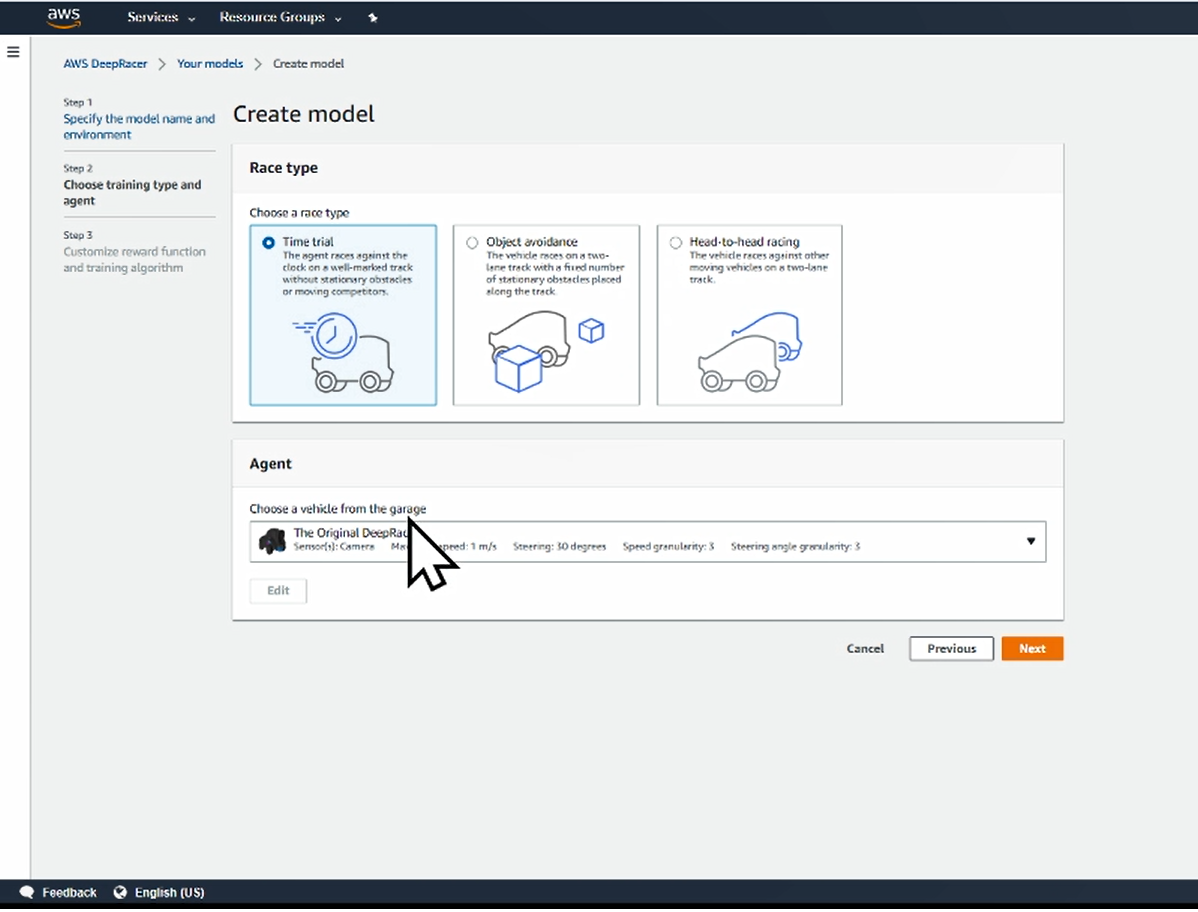 aws
Services
Resource Groups
AWS DeepRacer
Your models
Create model
Step 1
Specify the model name and
environment
Step 2
Choose training type and
agent
Step 3
Customize reward function
and training algorithm
Create model
Race type
Choose a race type
Time trial
The agent races against the
clock on a well-marked track
without stationary obstacles
or moving competitors.
Object avoidance
The vehicle races on a two-
lane track with a fixed number
of stationary obstacles placed
along the track.
Head-to-head racing
The vehicle races against other
moving vehicles on a two-lane
track.
Agent
Choose a vehicle from the garage
The Original
Sensor(s): Camera
speed: 1 m/s
Steering: 30 degrees
Speed granularity: 3
Steering angle granularity: 3
Edit
Cancel
Previous
Next
Feedback
English (US)